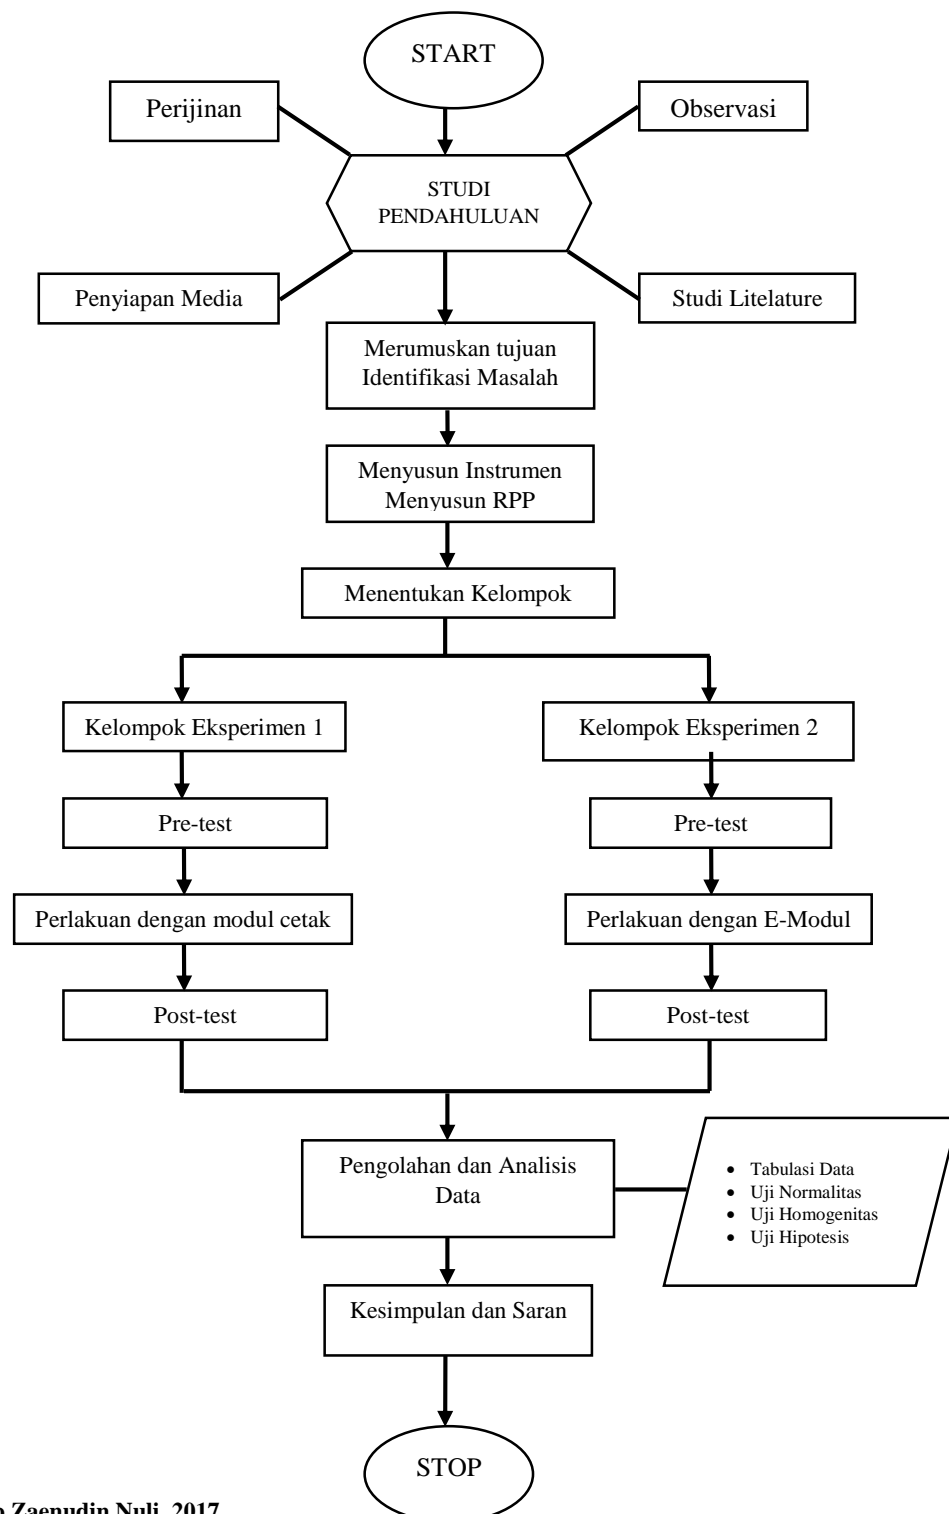 START
Perijinan
Observasi
STUDI
PENDAHULUAN
Penyiapan Media
Studi Litelature
Merumuskan tujuan
Identifikasi Masalah
Menyusun Instrumen
Menyusun RPP
Menentukan Kelompok
Kelompok Eksperimen 1
Kelompok Eksperimen 2
Pre-test
Pre-test
Perlakuan dengan modul cetak
Perlakuan dengan E-Modul
Post-test
Post-test
Pengolahan dan Analisis
Data
• Tabulasi Data
• Uji Normalitas
• Uji Homogenitas
• Uji Hipotesis
Kesimpulan dan Saran
STOP
Zaenudin Nuli, 2017